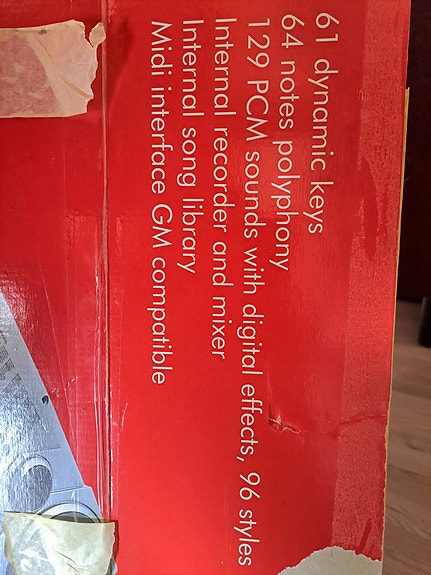 61 dynamic keys
64 notes polyphony
129 PCM sounds with digital effects, 96 styles
Internal recorder and mixer
Internal song library
Midi interface GM compatible